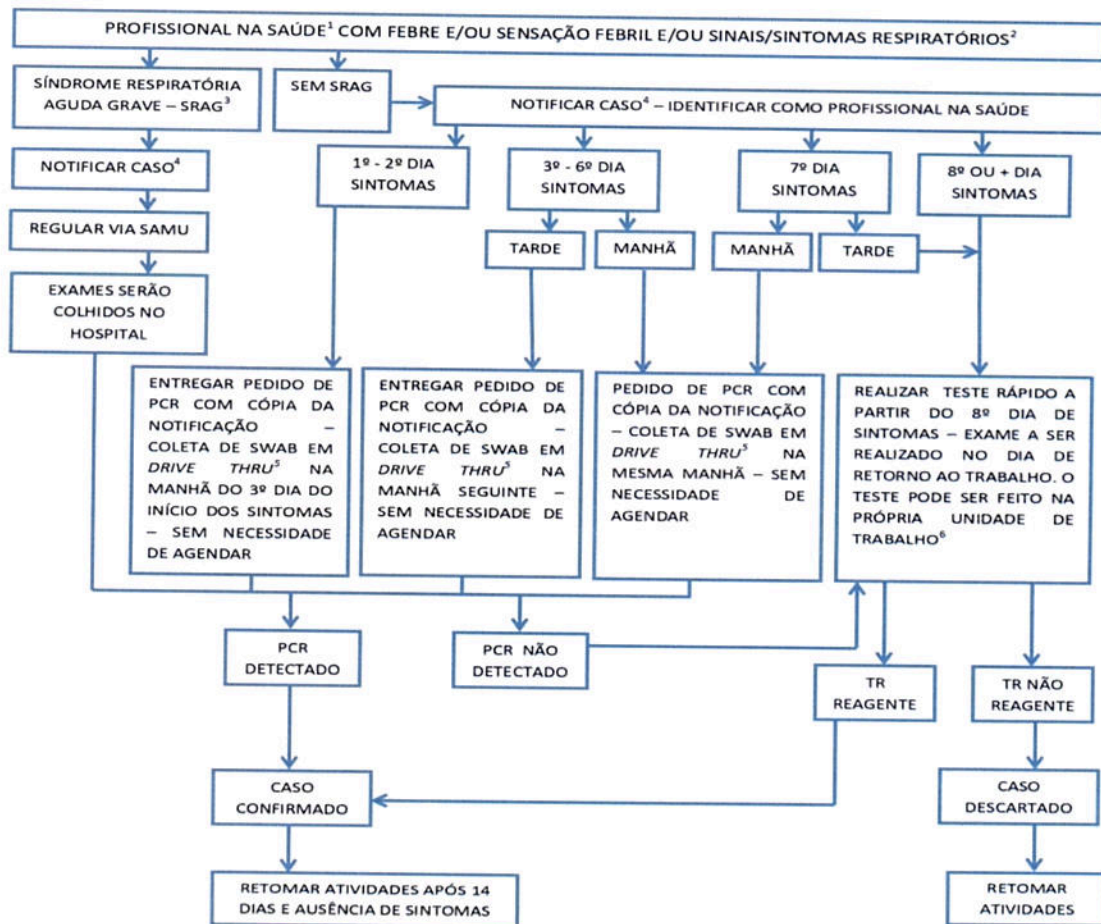 PROFISSIONAL NA SAÚDE¹ COM FEBRE E/OU SENSAÇÃO FEBRIL E/OU SINAIS/SINTOMAS RESPIRATÓRIOS²
SÍNDROME RESPIRATÓRIA
AGUDA GRAVE – SRAG³
SEM SRAG
NOTIFICAR CASO⁴ – IDENTIFICAR COMO PROFISSIONAL NA SAÚDE
NOTIFICAR CASO⁴
1º - 2º DIA
SINTOMAS
3º - 6º DIA
SINTOMAS
7º DIA
SINTOMAS
8º OU + DIA
SINTOMAS
REGULAR VIA SAMU
TARDE
MANHÃ
MANHÃ
TARDE
EXAMES SERÃO
COLHIDOS NO
HOSPITAL
ENTREGAR PEDIDO DE
PCR COM CÓPIA DA
NOTIFICAÇÃO –
COLETA DE SWAB EM
DRIVE THRU⁵ NA
MANHÃ DO 3º DIA DO
INÍCIO DOS SINTOMAS
– SEM NECESSIDADE
DE AGENDAR
ENTREGAR PEDIDO DE
PCR COM CÓPIA DA
NOTIFICAÇÃO –
COLETA DE SWAB EM
DRIVE THRU⁵ NA
MANHÃ SEGUINTE –
SEM NECESSIDADE DE
AGENDAR
PEDIDO DE PCR COM
CÓPIA DA NOTIFICAÇÃO
– COLETA DE SWAB EM
DRIVE THRU⁵ NA
MESMA MANHÃ – SEM
NECESSIDADE DE
AGENDAR
REALIZAR TESTE RÁPIDO A
PARTIR DO 8º DIA DE
SINTOMAS – EXAME A SER
REALIZADO NO DIA DE
RETORNO AO TRABALHO. O
TESTE PODE SER FEITO NA
PRÓPRIA UNIDADE DE
TRABALHO⁶
PCR
DETECTADO
PCR NÃO
DETECTADO
TR
REAGENTE
TR NÃO
REAGENTE
CASO
CONFIRMADO
CASO
DESCARTADO
RETOMAR ATIVIDADES APÓS 14
DIAS E AUSÊNCIA DE SINTOMAS
RETOMAR
ATIVIDADES